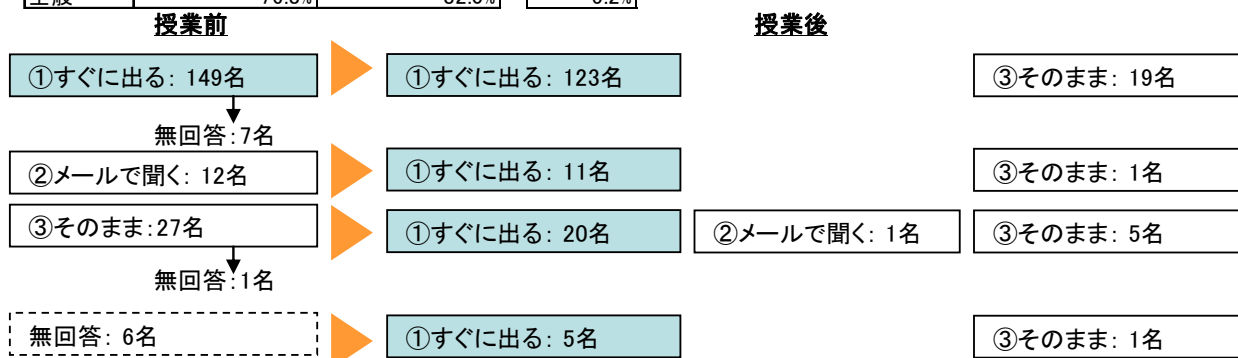 授業前 授業後
①すぐに出る: 149名 ①すぐに出る: 123名 ③そのまま: 19名
無回答:7名
②メールで聞く: 12名 ①すぐに出る: 11名 ③そのまま: 1名
③そのまま:27名 ①すぐに出る: 20名 ②メールで聞く: 1名 ③そのまま: 5名
無回答:1名
無回答: 6名 ①すぐに出る: 5名 ③そのまま: 1名